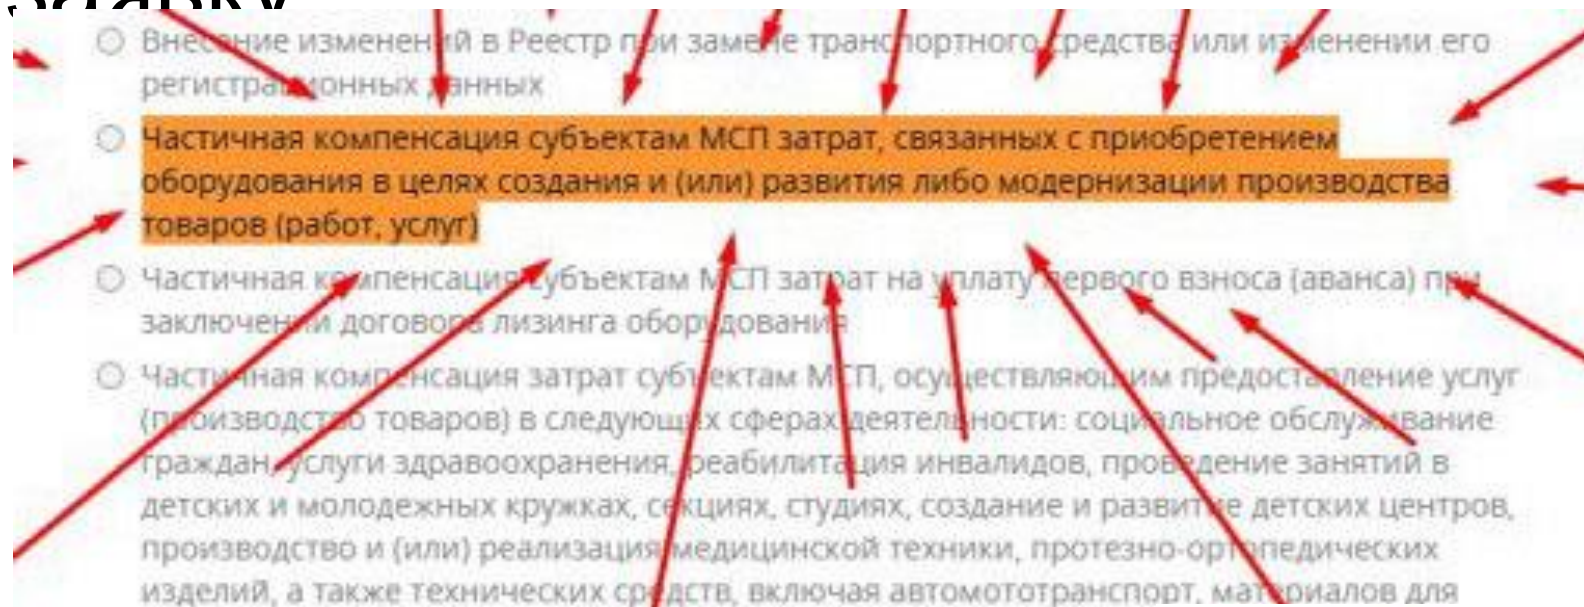 Внесение изменений в Реестр при замене транспортного средства или изменении его
регистрационных данных
Частичная компенсация субъектам МСП затрат, связанных с приобретением
оборудования в целях создания и (или) развития либо модернизации производства
товаров (работ, услуг)
Частичная компенсация субъектам МСП затрат на уплату первого взноса (аванса) при
заключении договора лизинга оборудования
Частичная компенсация затрат субъектам МСП, осуществляющим предоставление услуг
(производство товаров) в следующих сферах деятельности: социальное обслуживание
граждан, услуги здравоохранения, реабилитация инвалидов, проведение занятий в
детских и молодежных кружках, секциях, студиях, создание и развитие детских центров,
производство и (или) реализация медицинской техники, протезно-ортопедических
изделий, а также технических средств, включая автомототранспорт, материалов для